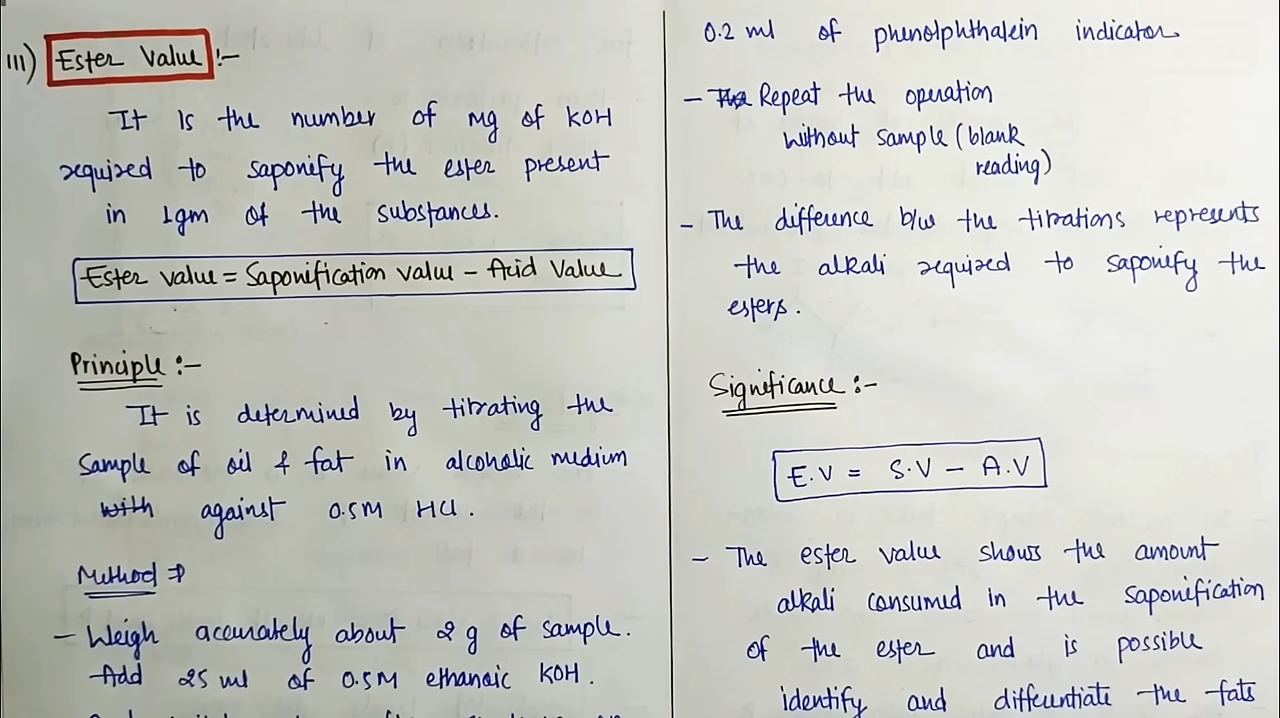 III) Ester Value :-
It is the number of mg of KOH
required to saponify the ester present
in 1gm of the substances.
Ester value = Saponification value - Acid Value
Principle :-
It is determined by titrating the
Sample of oil & fat in alcoholic medium
with against 0.5M HCl.
Method ⇒
- Weigh accurately about 2 g of sample.
Add 25 ml of 0.5M ethanoic KOH.
0.2 ml of phenolphthalein indicator
- Repeat the operation
without sample (blank
reading)
- The difference b/w the titrations represents
the alkali required to saponify the
esters.
Significance :-
E.V = S.V - A.V
- The ester value shows the amount
alkali consumed in the saponification
of the ester and is possible
identify and differentiate the fats